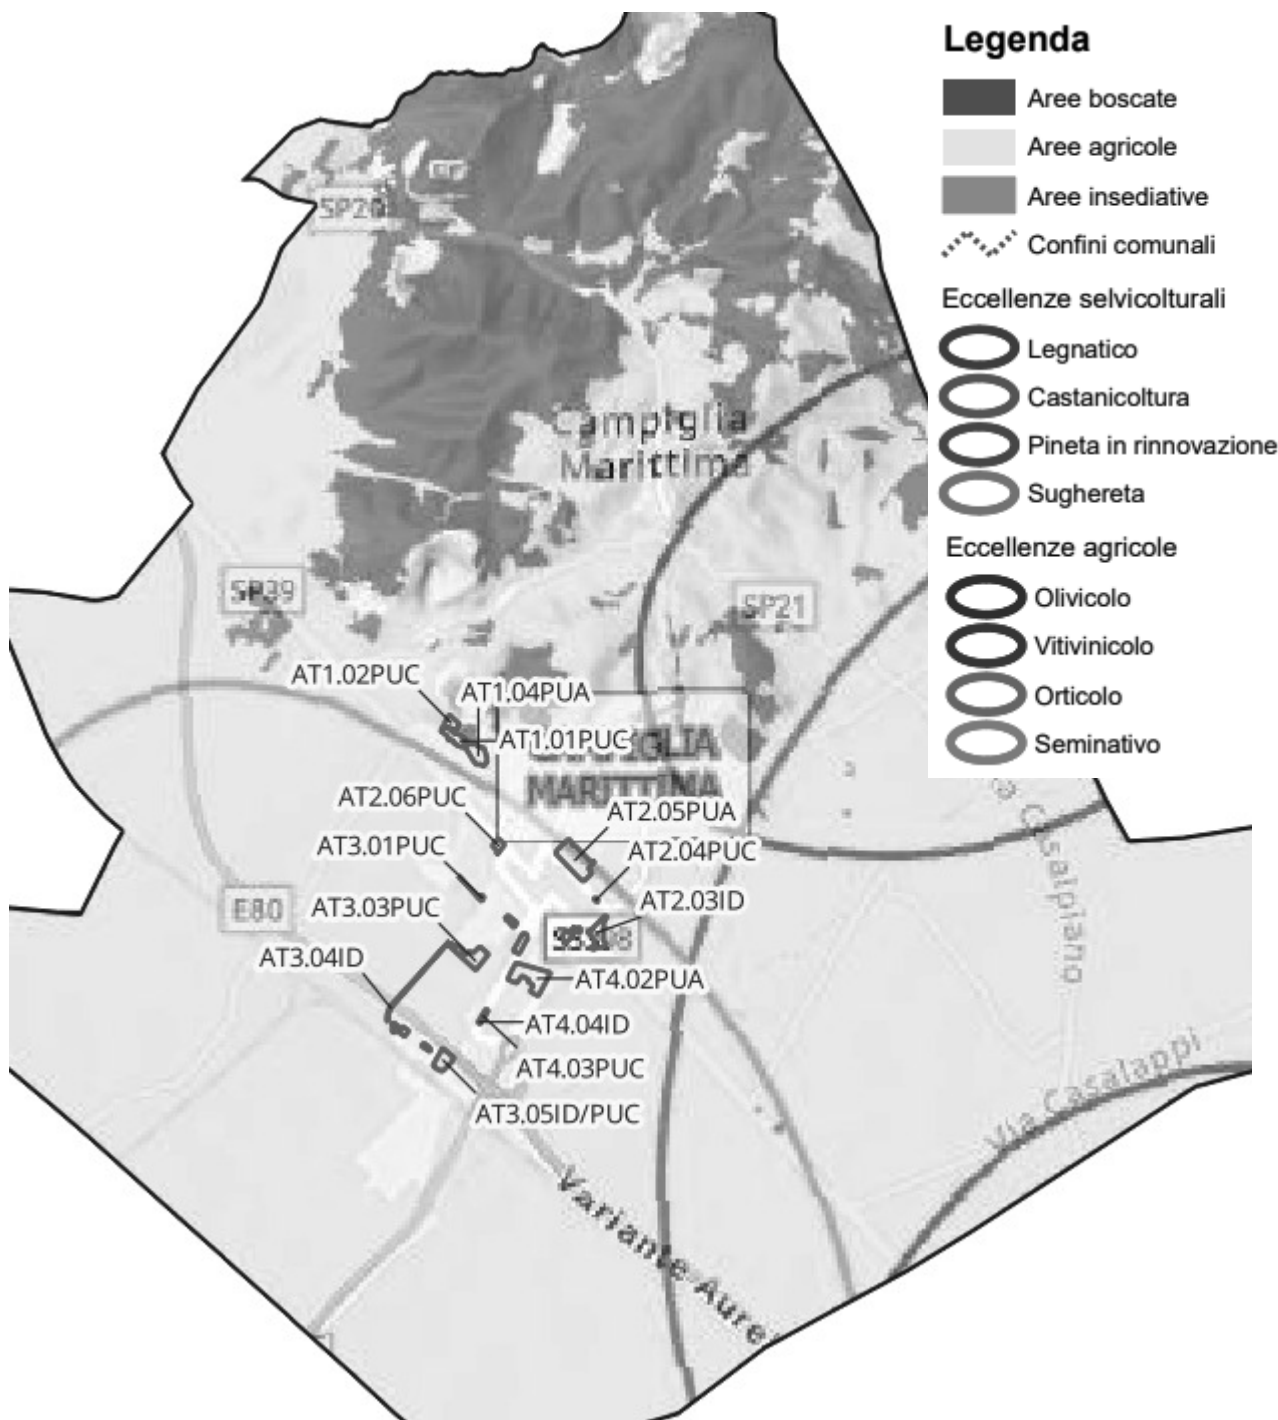 Legenda
Aree boscate
Aree agricole
Aree insediative
Confini comunali
Eccellenze selvicolturali
Legnatico
Castanicoltura
Pineta in rinnovazione
Sughereta
Eccellenze agricole
Olivicolo
Vitivinicolo
Orticolo
Seminativo
SP20
Campiglia
Marittima
SP39
SP21
AT1.02PUC
AT1.04PUA
AT1.01PUC
MARITTIMA
AT2.06PUC
AT2.05PUA
AT3.01PUC
AT2.04PUC
E80
AT3.03PUC
AT2.03ID
AT3.04ID
AT4.02PUA
AT4.04ID
AT4.03PUC
AT3.05ID/PUC
Casalpiano
Via Casalappi
Variante Aure